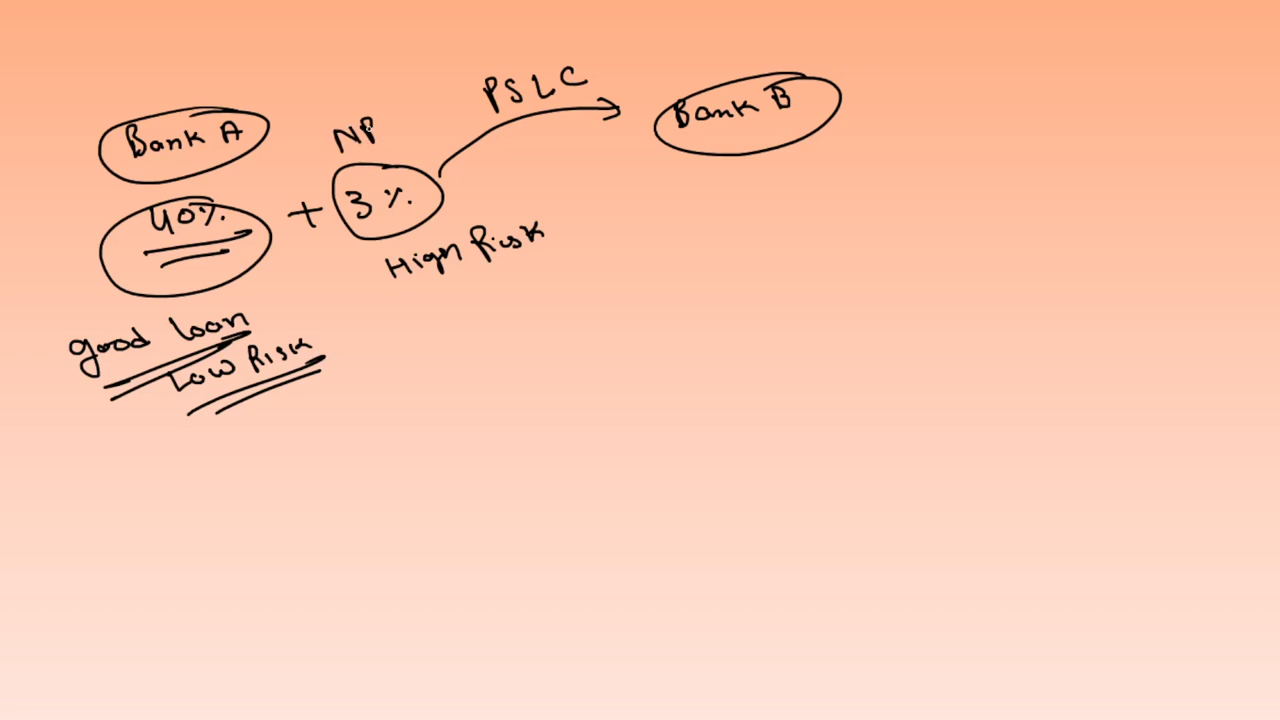 PSLC
Bank A
NP
Bank B
40% + 3%
High Risk
good loan
Low Risk